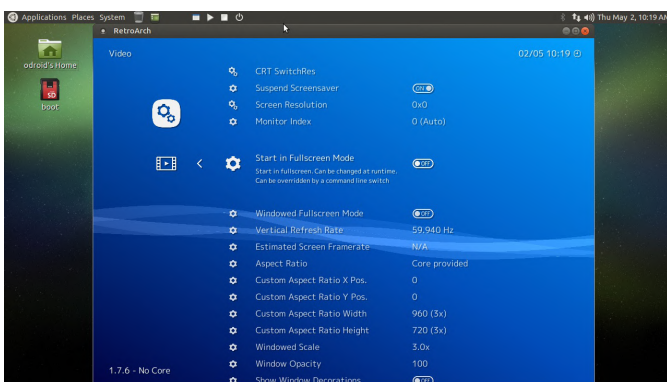 Applications Places System Thu May 2, 10:19 AM
RetroArch
odroid's Home
SD
boot
Video 02/05 10:19
CRT SwitchRes
Suspend Screensaver ON
Screen Resolution 0x0
Monitor Index 0 (Auto)
Start in Fullscreen Mode OFF
Start in fullscreen. Can be changed at runtime.
Can be overridden by a command line switch
Windowed Fullscreen Mode OFF
Vertical Refresh Rate 59.940 Hz
Estimated Screen Framerate N/A
Aspect Ratio Core provided
Custom Aspect Ratio X Pos. 0
Custom Aspect Ratio Y Pos. 0
Custom Aspect Ratio Width 960 (3x)
Custom Aspect Ratio Height 720 (3x)
Windowed Scale 3.0x
Window Opacity 100
Show Window Decorations OFF
1.7.6 - No Core